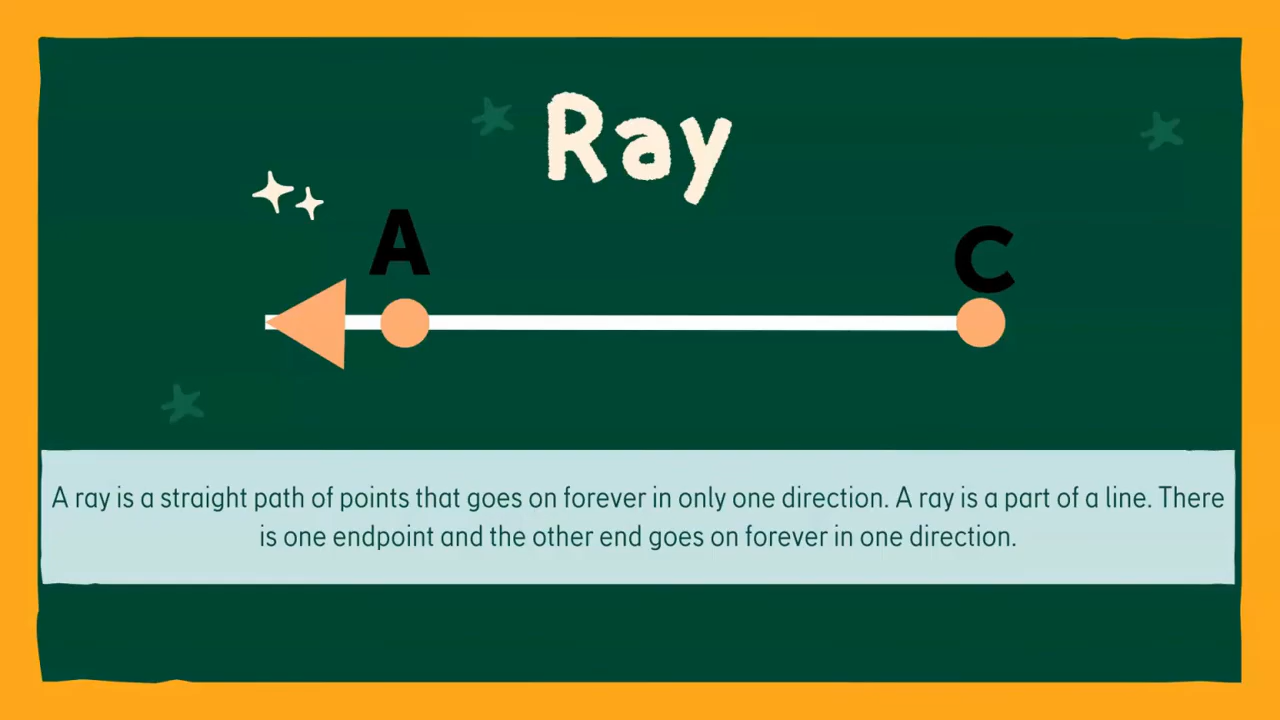 Ray
A
C
A ray is a straight path of points that goes on forever in only one direction. A ray is a part of a line. There
is one endpoint and the other end goes on forever in one direction.